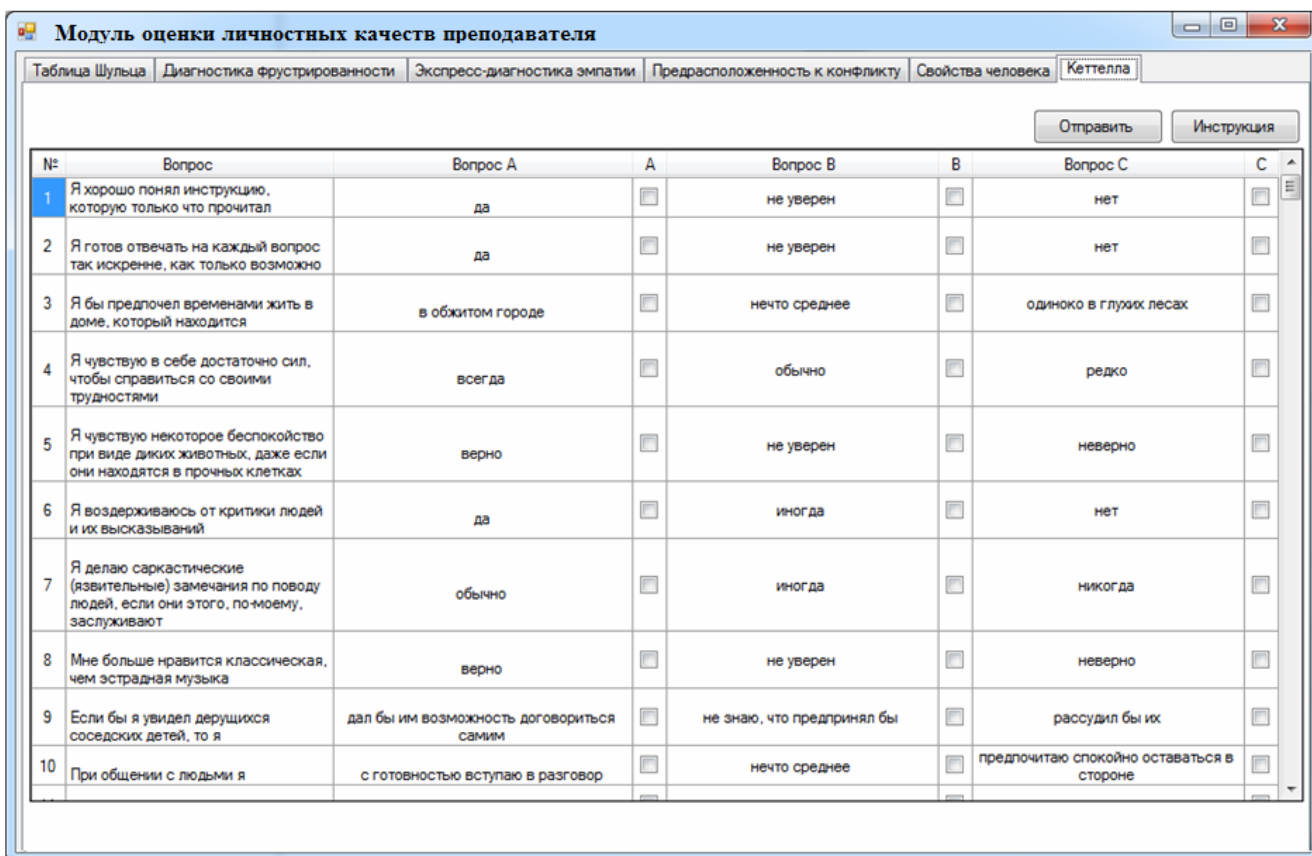 Модуль оценки личностных качеств преподавателя
Таблица Шульца Диагностика фрустрированности Экспресс-диагностика эмпатии Предрасположенность к конфликту Свойства человека Кеттелла
Отправить Инструкция
№ Вопрос Вопрос A A Вопрос B B Вопрос C C
1 Я хорошо понял инструкцию,
которую только что прочитал да не уверен нет
2 Я готов отвечать на каждый вопрос
так искренне, как только возможно да не уверен нет
3 Я бы предпочел временами жить в
доме, который находится в обжитом городе нечто среднее одиноко в глухих лесах
4 Я чувствую в себе достаточно сил,
чтобы справиться со своими
трудностями всегда обычно редко
5 Я чувствую некоторое беспокойство
при виде диких животных, даже если
они находятся в прочных клетках верно не уверен неверно
6 Я воздерживаюсь от критики людей
и их высказываний да иногда нет
7 Я делаю саркастические
(язвительные) замечания по поводу
людей, если они этого, по-моему,
заслуживают обычно иногда никогда
8 Мне больше нравится классическая,
чем эстрадная музыка верно не уверен неверно
9 Если бы я увидел дерущихся
соседских детей, то я дал бы им возможность договориться
самим не знаю, что предпринял бы рассудил бы их
10 При общении с людьми я с готовностью вступаю в разговор нечто среднее предпочитаю спокойно оставаться в
стороне